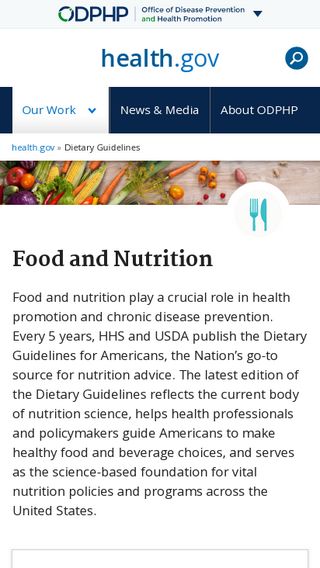 ODPHP Office of Disease Prevention
and Health Promotion
health.gov
Our Work News & Media About ODPHP
health.gov » Dietary Guidelines
Food and Nutrition
Food and nutrition play a crucial role in health
promotion and chronic disease prevention.
Every 5 years, HHS and USDA publish the Dietary
Guidelines for Americans, the Nation’s go-to
source for nutrition advice. The latest edition of
the Dietary Guidelines reflects the current body
of nutrition science, helps health professionals
and policymakers guide Americans to make
healthy food and beverage choices, and serves
as the science-based foundation for vital
nutrition policies and programs across the
United States.